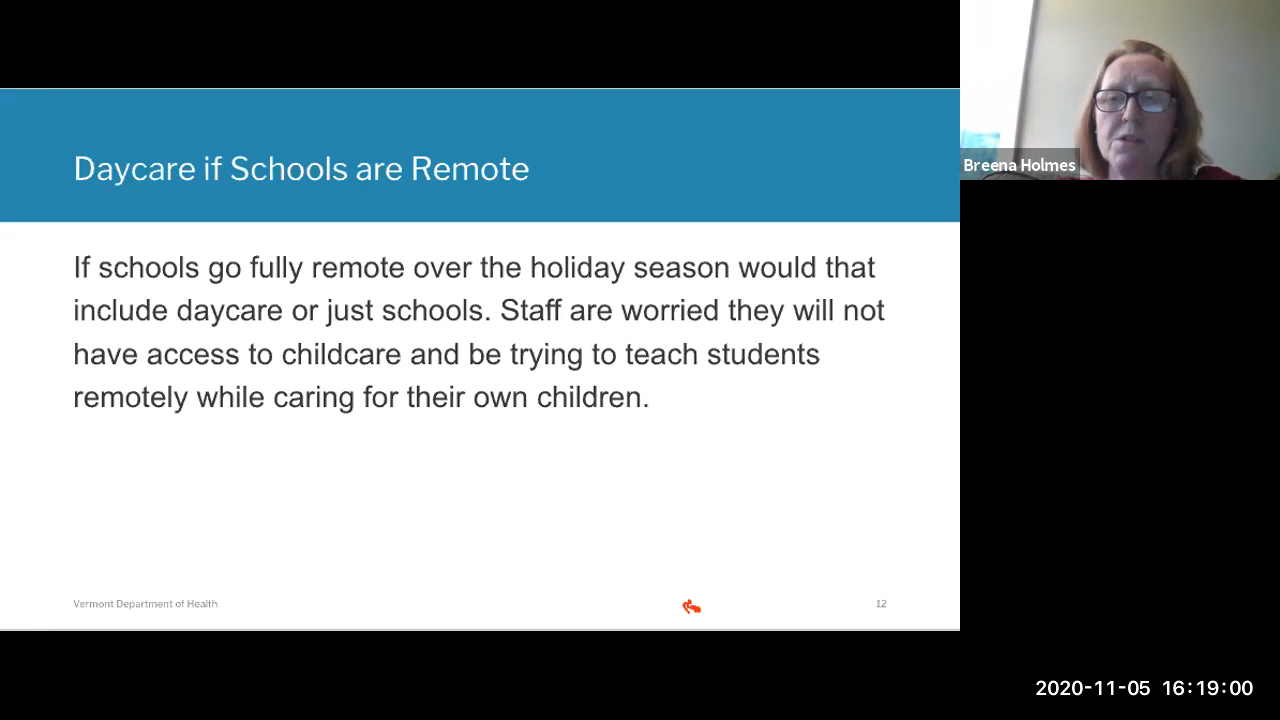 Daycare if Schools are Remote
If schools go fully remote over the holiday season would that
include daycare or just schools. Staff are worried they will not
have access to childcare and be trying to teach students
remotely while caring for their own children.
Vermont Department of Health
12
Breena Holmes
2020-11-05 16:19:00